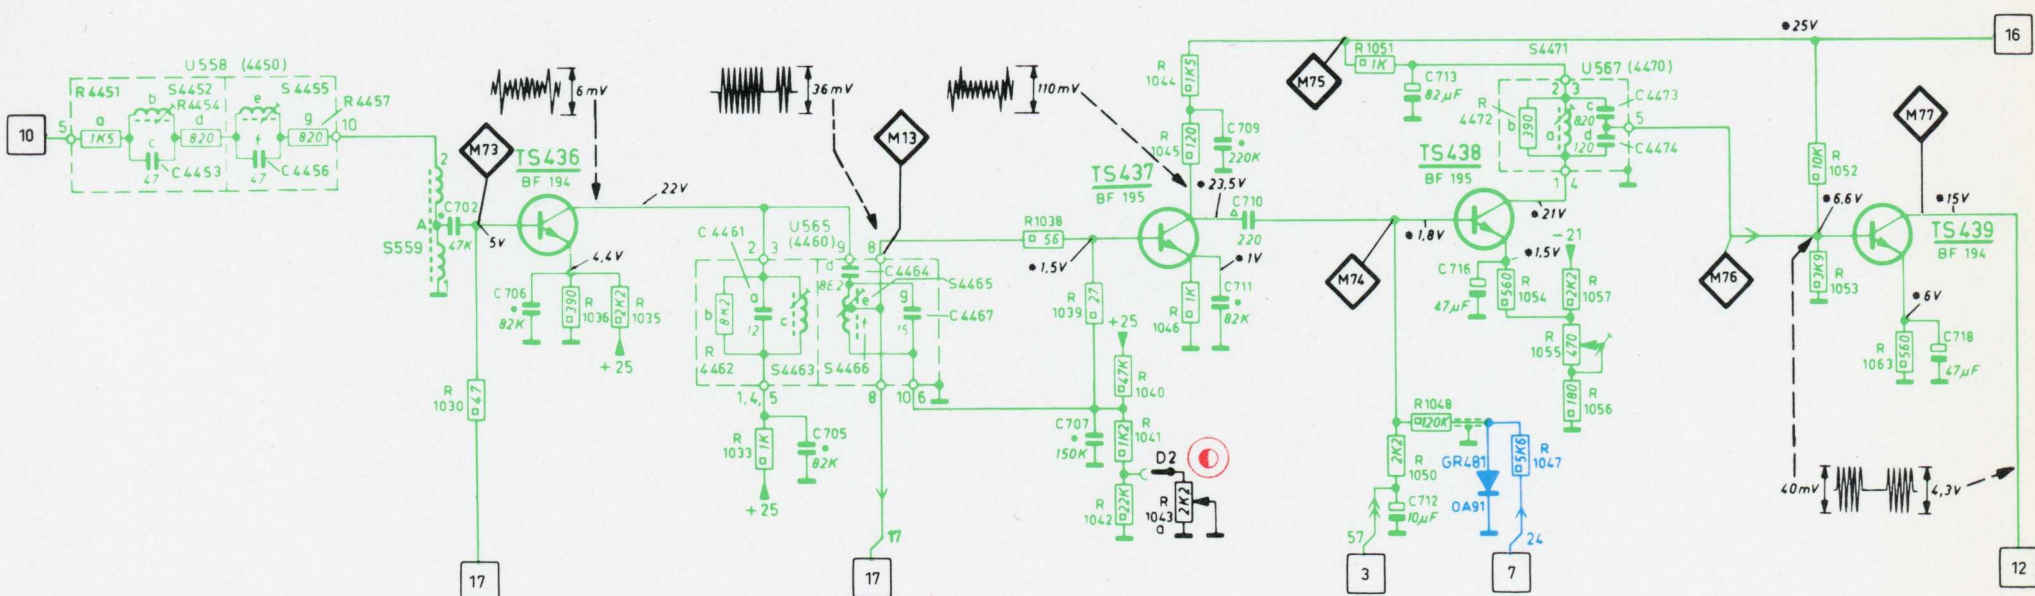 10
U558 (4450)
R4451
S4452
R4454
S4455
R4457
b
e
5
a
1K5
c
d
820
f
g
820
10
47
C4453
47
C4456
2
A
C702
47K
S559
1
M73
5V
TS436
BF 194
6mV
22V
4,4V
C706
82K
390
R
1036
2K2
R
1035
+25
R
1030
47
17
36mV
M13
C4461
U565
(4460)
2
3
9
8
d
8E2
C4464
S4465
a
b
8K2
12
c
e
f
g
15
C4467
R
4462
S4463
S4466
1,4,5
8
10
6
R
1033
1K
C705
82K
+25
17
17
110mV
R
1044
1K5
R
1045
120
C709
220K
TS437
BF 195
23,5V
C710
220
R1038
56
1,5V
1V
R
1039
27
R
1046
1K
C711
82K
+25
47K
R
1040
C707
150K
1K2
R
1041
D2
R
1042
22K
R
1043
a
2K2
M75
R1051
1K
C713
82µF
S4471
U567 (4470)
2
3
R
4472
b
390
a
c
820
d
120
C4473
5
C4474
1
4
TS438
BF 195
21V
1,8V
M74
1,5V
-21
C716
47µF
560
R
1054
2K2
R
1057
R
1055
470
180
R
1056
R1048
120K
2K2
R
1050
C712
10µF
57
3
GR481
OA91
5K6
R
1047
24
7
25V
16
10K
R
1052
6,6V
M76
3K9
R
1053
M77
15V
TS439
BF 194
6V
R
1063
560
C718
47µF
40mV
4,3V
12